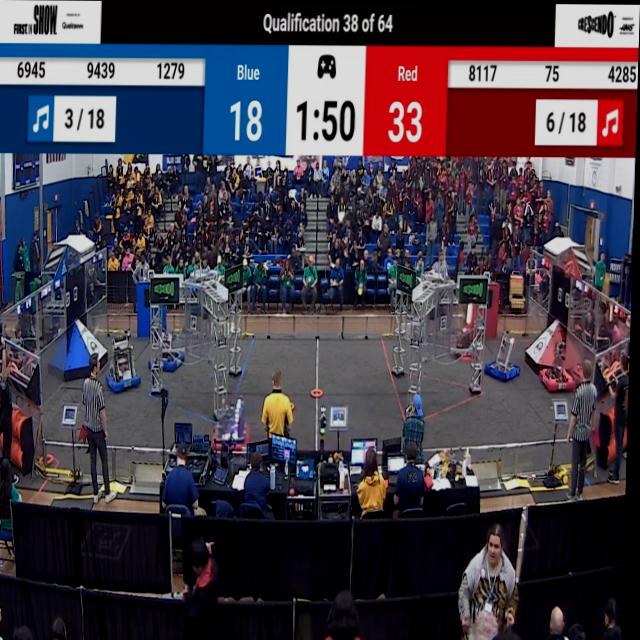 FIRST IN SHOW
Qualcomm
Qualification 38 of 64
CRESCENDO
6945 9439 1279
Blue
Red
8117 75 4285
3 / 18
18
1:50
33
6 / 18